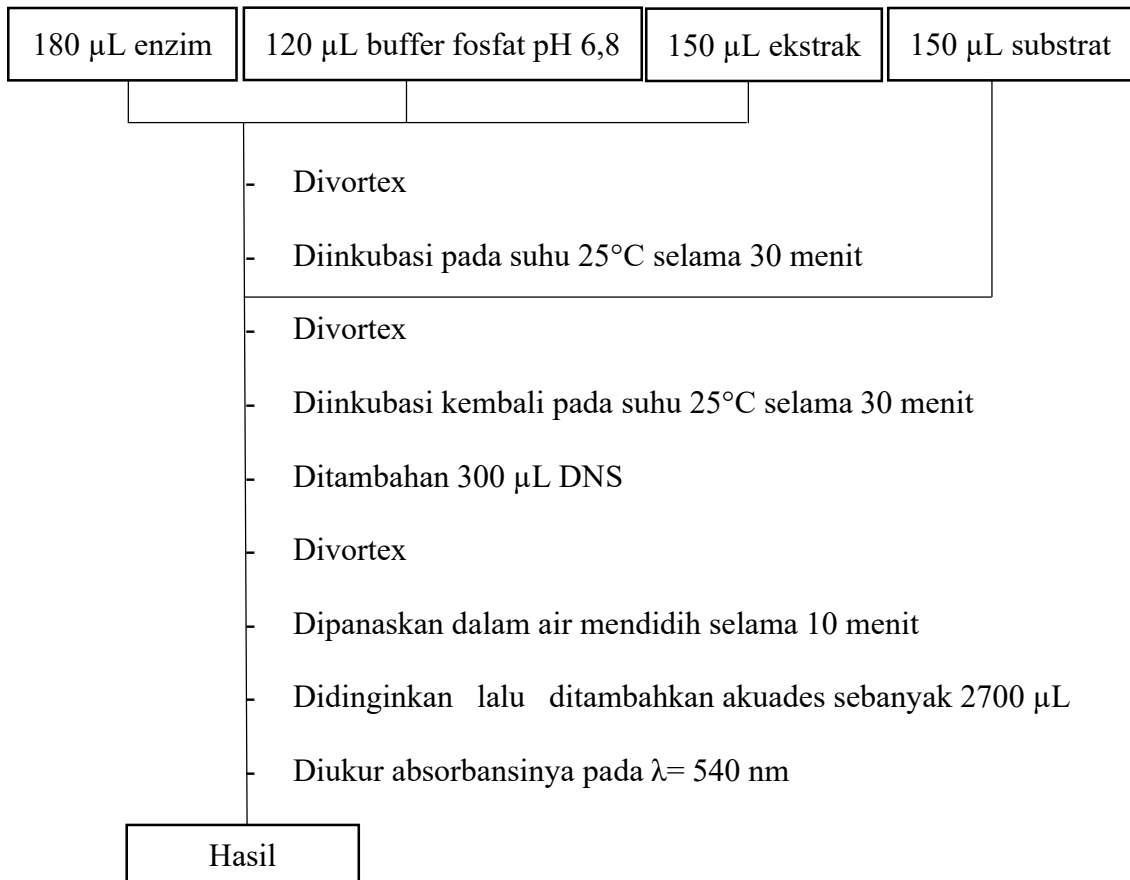 180 µL enzim
120 µL buffer fosfat pH 6,8
150 µL ekstrak
150 µL substrat
- Divortex
- Diinkubasi pada suhu 25°C selama 30 menit
- Divortex
- Diinkubasi kembali pada suhu 25°C selama 30 menit
- Ditambahan 300 µL DNS
- Divortex
- Dipanaskan dalam air mendidih selama 10 menit
- Didinginkan lalu ditambahkan akuades sebanyak 2700 µL
- Diukur absorbansinya pada λ= 540 nm
Hasil